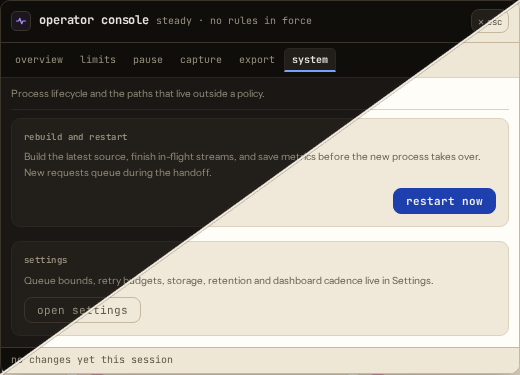 operator console steady · no rules in force × esc
overview limits pause capture export system
Process lifecycle and the paths that live outside a policy.
rebuild and restart
Build the latest source, finish in-flight streams, and save metrics before the new process takes over.
New requests queue during the handoff.
restart now
settings
Queue bounds, retry budgets, storage, retention and dashboard cadence live in Settings.
open settings
no changes yet this session